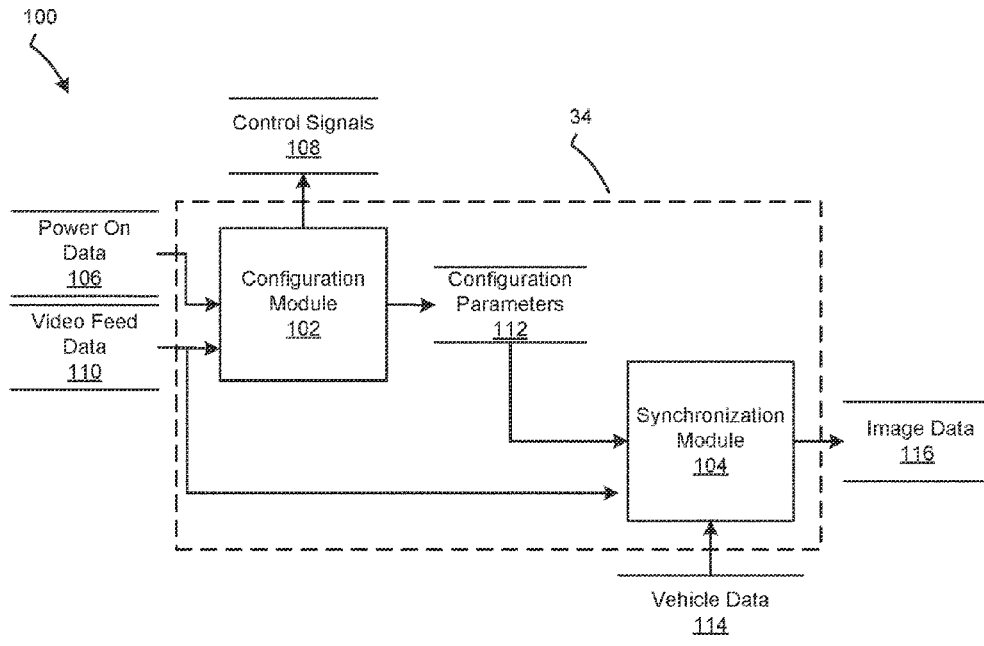 100
Control Signals
108
34
Power On
Data
106
Configuration
Module
102
Configuration
Parameters
112
Video Feed
Data
110
Synchronization
Module
104
Image Data
116
Vehicle Data
114